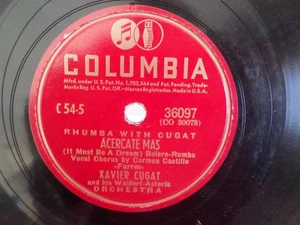 COLUMBIA
Mfrd. under U.S. Pat. No. 1,702,564 and Pat. Pending. Trade-
Marks Reg. U.S. Pat. Off.-Marcas Registradas. Made in U.S.A.
C 54-5
36097
(CO 30078)
RHUMBA WITH CUGAT
ACERCATE MAS
(It Must Be A Dream) Bolero-Rumba
Vocal Chorus by Carmen Castillo
-Farres-
XAVIER CUGAT
and his Waldorf-Astoria
ORCHESTRA